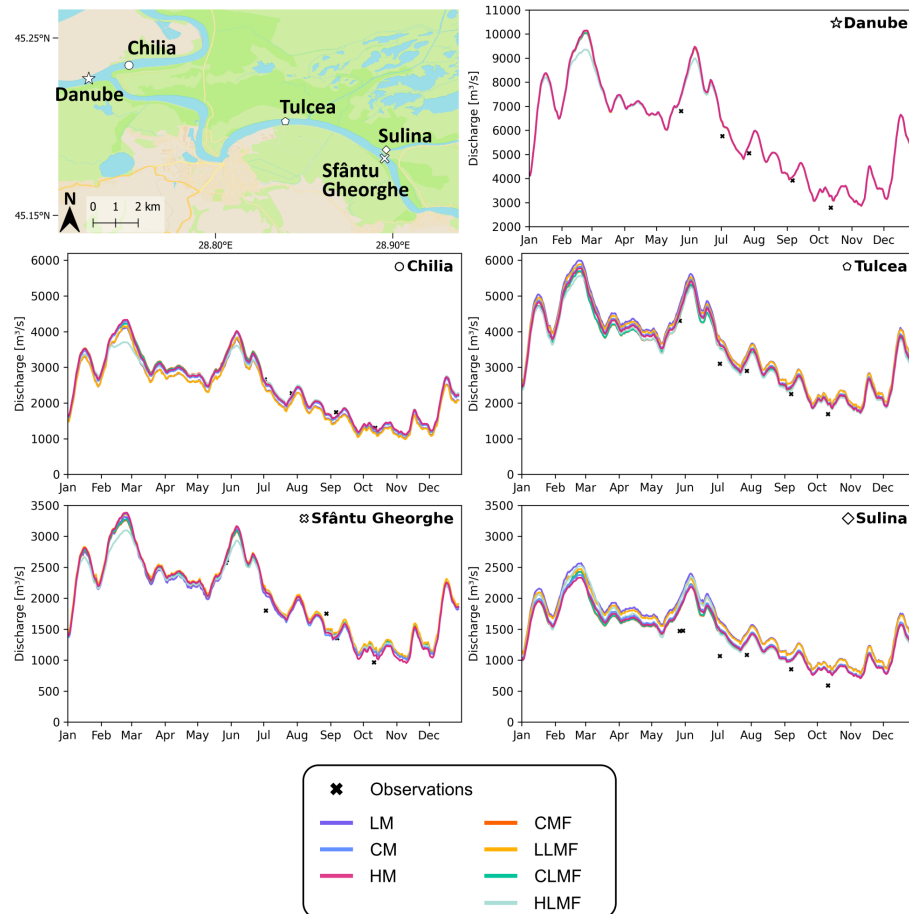 45.25°N
45.15°N
28.80°E
28.90°E
Chilia
Danube
Tulcea
Sulina
Sfântu
Gheorghe
N
0 1 2 km
Danube
Discharge [m³/s]
11000
10000
9000
8000
7000
6000
5000
4000
3000
2000
Jan Feb Mar Apr May Jun Jul Aug Sep Oct Nov Dec
Chilia
Discharge [m³/s]
6000
5000
4000
3000
2000
1000
0
Jan Feb Mar Apr May Jun Jul Aug Sep Oct Nov Dec
Tulcea
Discharge [m³/s]
6000
5000
4000
3000
2000
1000
0
Jan Feb Mar Apr May Jun Jul Aug Sep Oct Nov Dec
Sfântu Gheorghe
Discharge [m³/s]
3500
3000
2500
2000
1500
1000
500
0
Jan Feb Mar Apr May Jun Jul Aug Sep Oct Nov Dec
Sulina
Discharge [m³/s]
3500
3000
2500
2000
1500
1000
500
0
Jan Feb Mar Apr May Jun Jul Aug Sep Oct Nov Dec
Observations
LM
CM
HM
CMF
LLMF
CLMF
HLMF